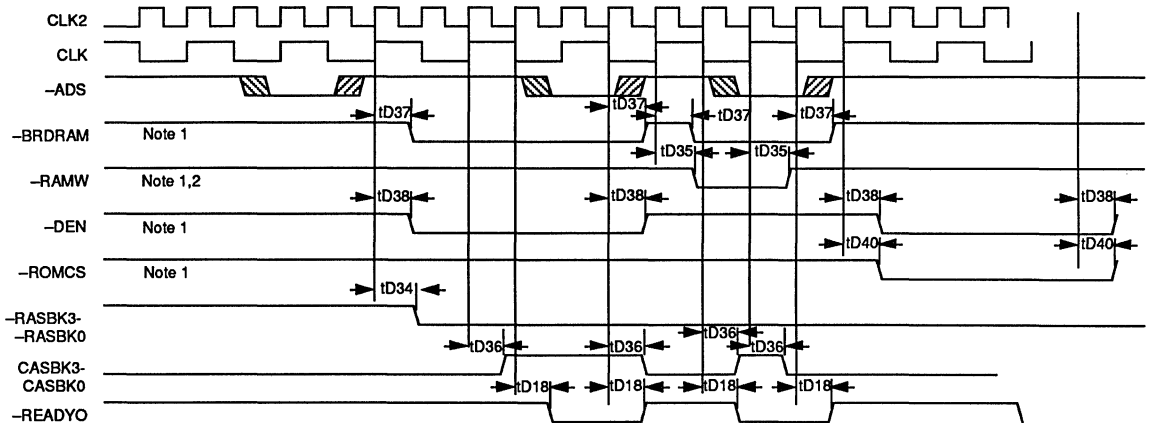 CLK2
CLK
–ADS
tD37 tD37 tD37 tD37
–BRDRAM Note 1
tD35 tD35
–RAMW Note 1,2
tD38 tD38 tD38 tD38
–DEN Note 1
tD40 tD40
–ROMCS Note 1
tD34
–RASBK3-
–RASBK0
tD36 tD36 tD36 tD36
CASBK3-
CASBK0
tD18 tD18 tD18 tD18
–READYO